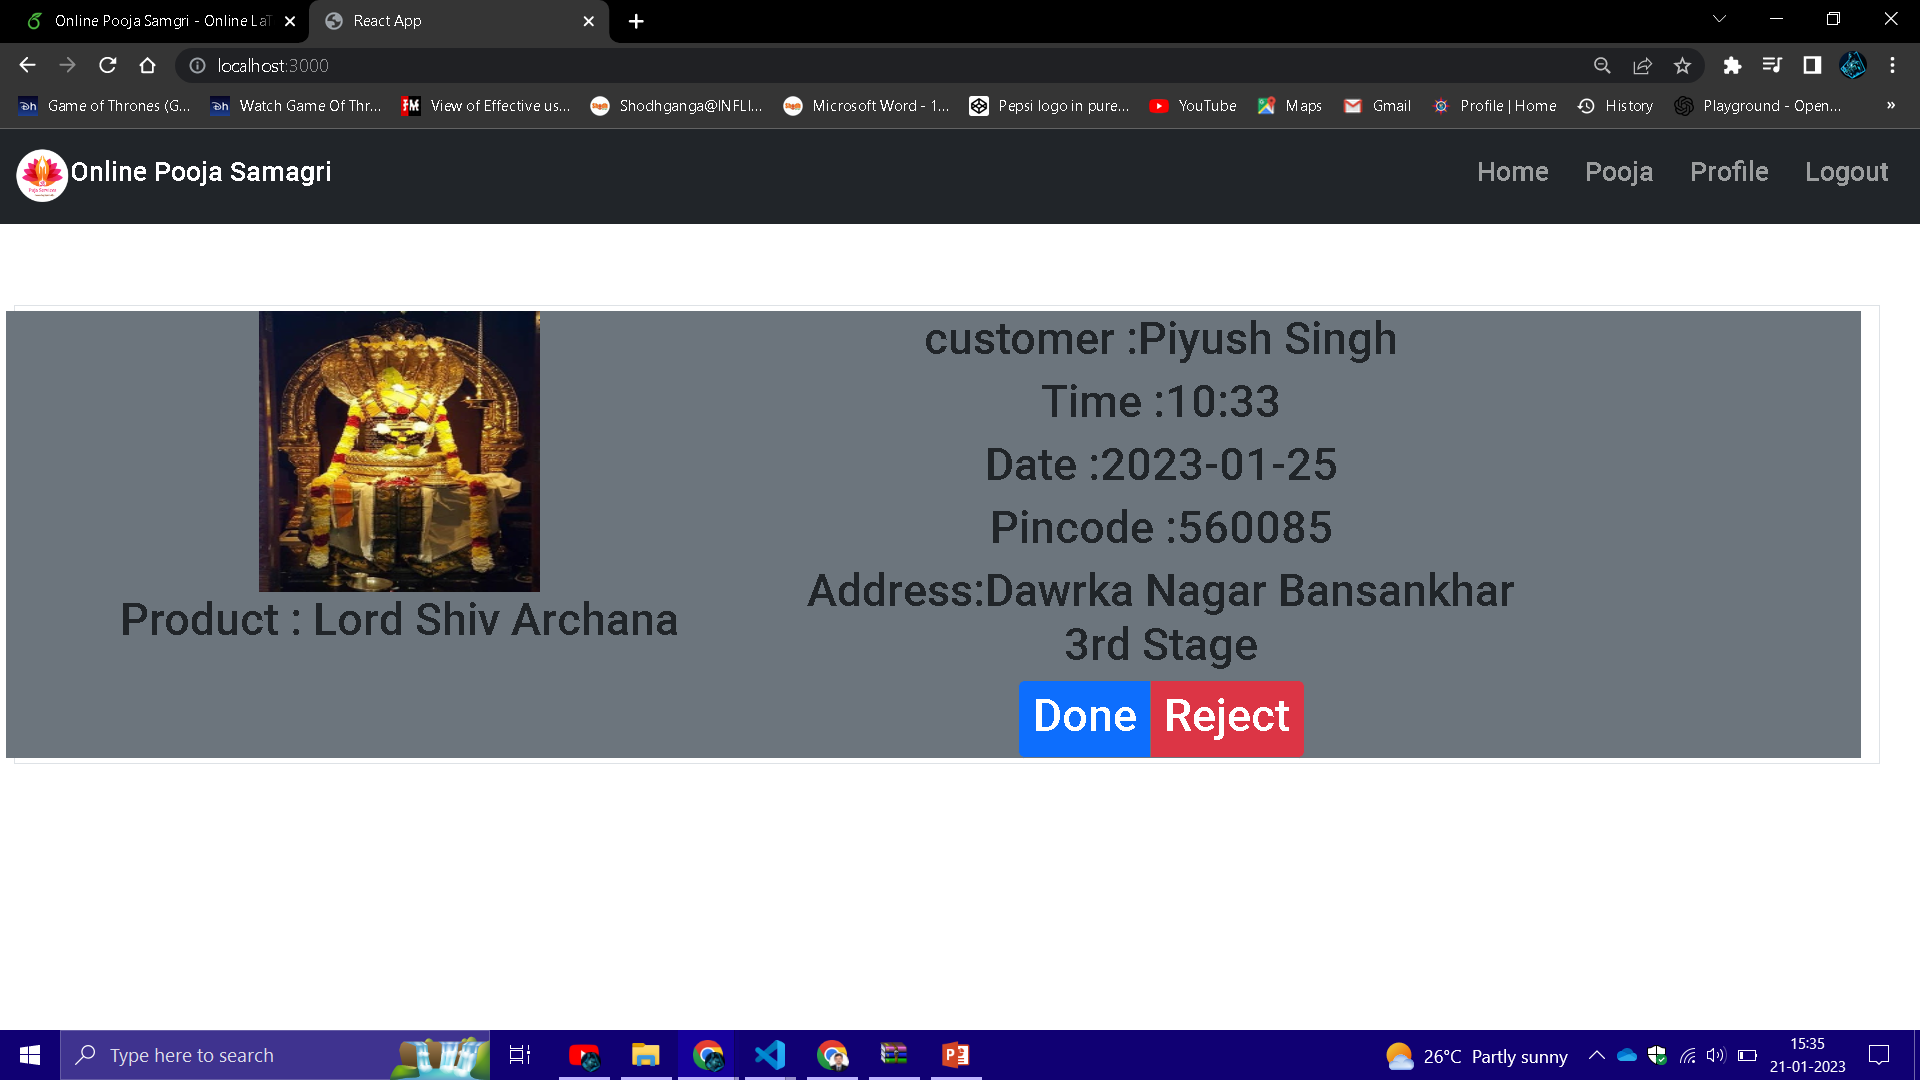 Online Pooja Samgri - Online LaT
React App
localhost:3000
Game of Thrones (G...
Watch Game Of Thr...
View of Effective us...
Shodhganga@INFLI...
Microsoft Word - 1...
Pepsi logo in pure...
YouTube
Maps
Gmail
Profile | Home
History
Playground - Open...
»
Online Pooja Samagri
Home
Pooja
Profile
Logout
customer :Piyush Singh
Time :10:33
Date :2023-01-25
Pincode :560085
Address:Dawrka Nagar Bansankhar
3rd Stage
Product : Lord Shiv Archana
Done
Reject
Type here to search
26°C Partly sunny
15:35
21-01-2023